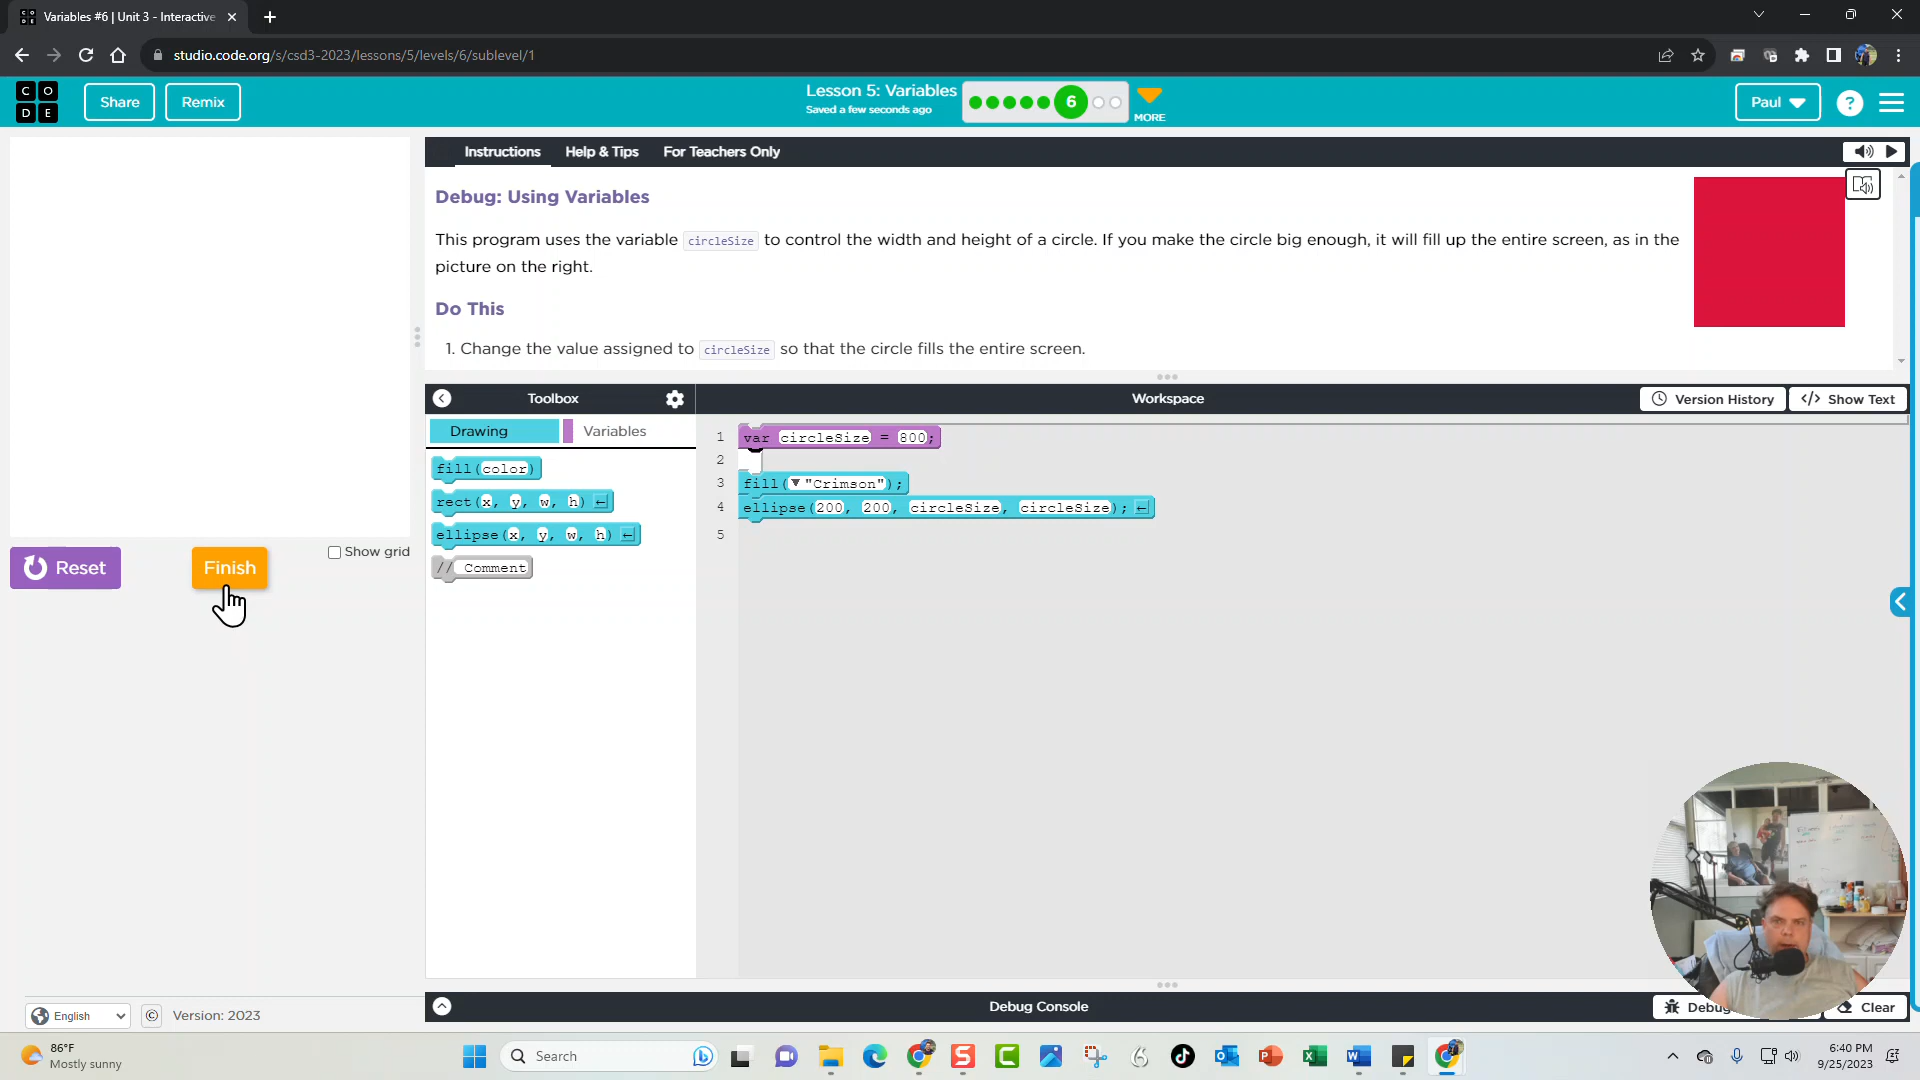 Variables #6 | Unit 3 - Interactive
studio.code.org/s/csd3-2023/lessons/5/levels/6/sublevel/1
C O
D E
Share
Remix
Lesson 5: Variables
Saved a few seconds ago
6
MORE
Paul
?
Instructions
Help & Tips
For Teachers Only
Debug: Using Variables
This program uses the variable circleSize to control the width and height of a circle. If you make the circle big enough, it will fill up the entire screen, as in the
picture on the right.
Do This
1. Change the value assigned to circleSize so that the circle fills the entire screen.
Toolbox
Workspace
Version History
</> Show Text
Drawing
Variables
fill(color)
rect(x, y, w, h)
ellipse(x, y, w, h)
// Comment
1 var circleSize = 800;
2
3 fill("Crimson");
4 ellipse(200, 200, circleSize, circleSize);
5
Show grid
Reset
Finish
Debug Console
Debu
Clear
English
©
Version: 2023
86°F
Mostly sunny
Search
6:40 PM
9/25/2023